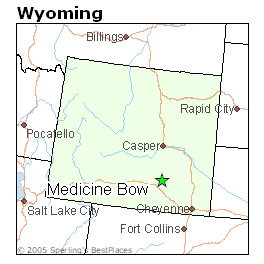 Wyoming
Billings
Rapid City
Pocatello
Casper
Medicine Bow
Salt Lake City
Cheyenne
Fort Collins
© 2005 Sperling's BestPlaces